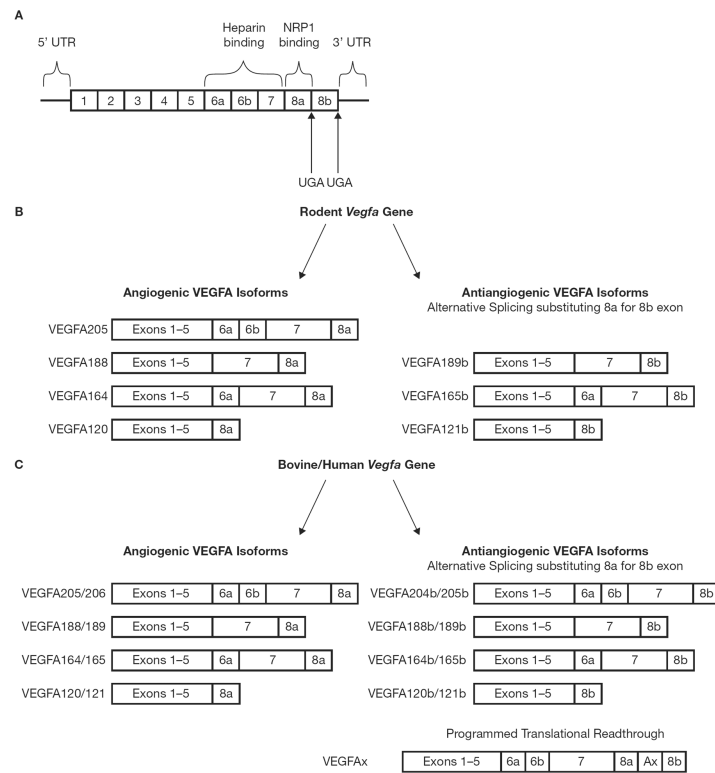 A
Heparin binding
NRP1 binding
5’ UTR
3’ UTR
1 2 3 4 5 6a 6b 7 8a 8b
UGA UGA
B
Rodent Vegfa Gene
Angiogenic VEGFA Isoforms
VEGFA205 Exons 1–5 6a 6b 7 8a
VEGFA188 Exons 1–5 7 8a
VEGFA164 Exons 1–5 6a 7 8a
VEGFA120 Exons 1–5 8a
Antiangiogenic VEGFA Isoforms
Alternative Splicing substituting 8a for 8b exon
VEGFA189b Exons 1–5 7 8b
VEGFA165b Exons 1–5 6a 7 8b
VEGFA121b Exons 1–5 8b
C
Bovine/Human Vegfa Gene
Angiogenic VEGFA Isoforms
VEGFA205/206 Exons 1–5 6a 6b 7 8a
VEGFA188/189 Exons 1–5 7 8a
VEGFA164/165 Exons 1–5 6a 7 8a
VEGFA120/121 Exons 1–5 8a
Antiangiogenic VEGFA Isoforms
Alternative Splicing substituting 8a for 8b exon
VEGFA204b/205b Exons 1–5 6a 6b 7 8b
VEGFA188b/189b Exons 1–5 7 8b
VEGFA164b/165b Exons 1–5 6a 7 8b
VEGFA120b/121b Exons 1–5 8b
Programmed Translational Readthrough
VEGFAx Exons 1–5 6a 6b 7 8a Ax 8b